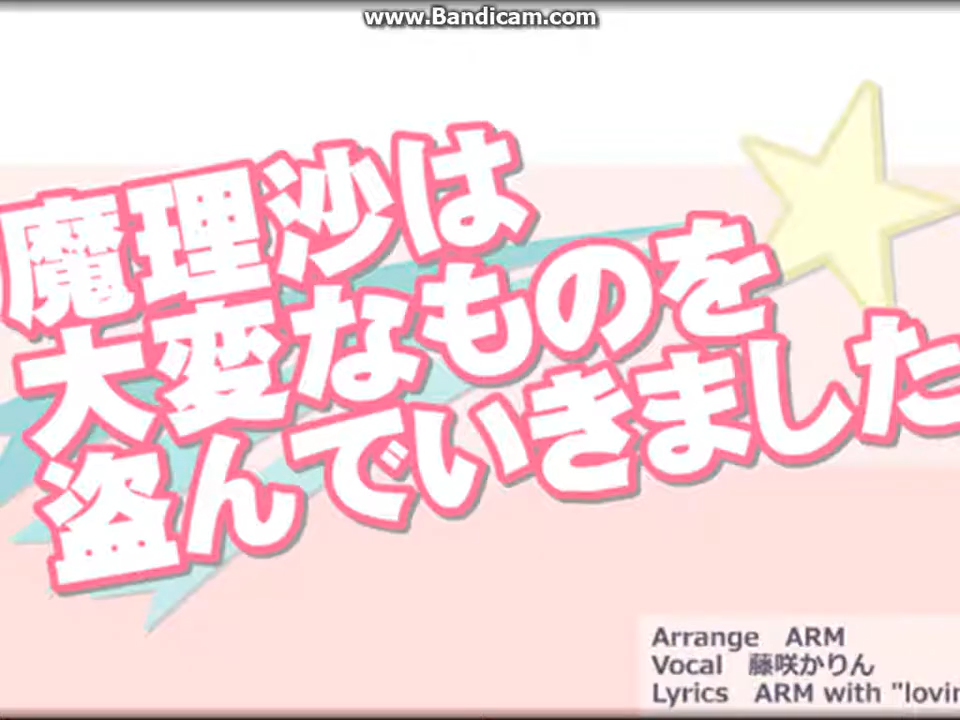 www.Bandicam.com
魔理沙は
大変なものを
盗んでいきました
Arrange ARM
Vocal 藤咲かりん
Lyrics ARM with "lovin